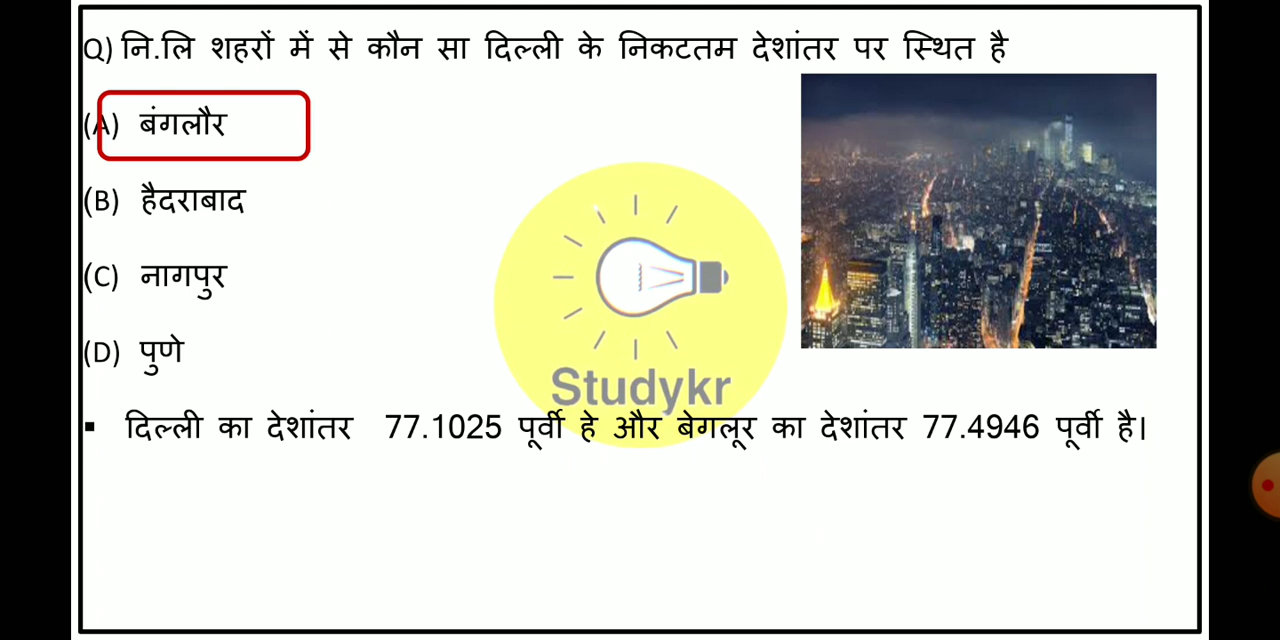 Q) नि.लि शहरों में से कौन सा दिल्ली के निकटतम देशांतर पर स्थित है
(A) बंगलौर
(B) हैदराबाद
(C) नागपुर
(D) पुणे
Studykr
▪ दिल्ली का देशांतर 77.1025 पूर्वी हे और बेगलूर का देशांतर 77.4946 पूर्वी है।